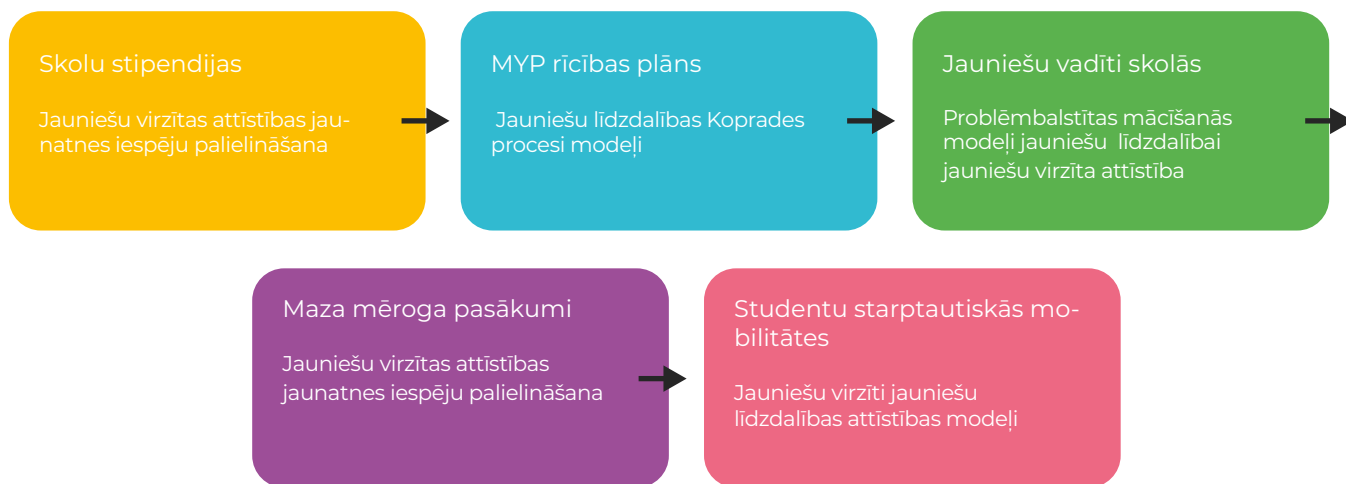 Skolu stipendijas
Jauniešu virzītas attīstības jau-
natnes iespēju palielināšana
MYP rīcības plāns
Jauniešu līdzdalības Koprades
procesi modeļi
Jauniešu vadīti skolās
Problēmbalstītas mācīšanās
modeļi jauniešu līdzdalībai
jauniešu virzīta attīstība
Maza mēroga pasākumi
Jauniešu virzītas attīstības
jaunatnes iespēju palielināšana
Studentu starptautiskās mo-
bilitātes
Jauniešu virzīti jauniešu
līdzdalības attīstības modeļi